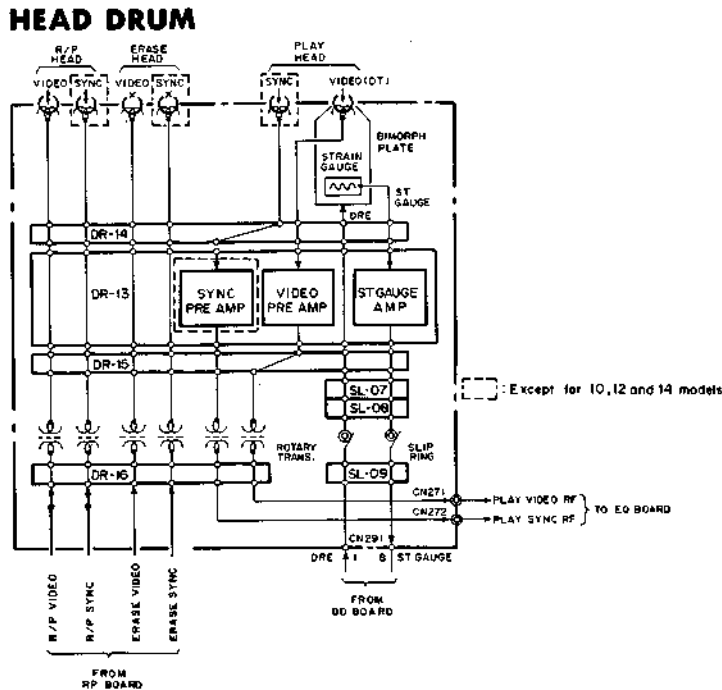 HEAD DRUM
R/P HEAD
ERASE HEAD
PLAY HEAD
VIDEO
SYNC
VIDEO
SYNC
SYNC
VIDEO(DT)
BIMORPH PLATE
STRAIN GAUGE
ST GAUGE
DRE
DR-14
DR-13
SYNC PRE AMP
VIDEO PRE AMP
ST GAUGE AMP
DR-15
SL-07
SL-08
: Except for 10, 12 and 14 models
ROTARY TRANS.
SLIP RING
DR-16
SL-09
CN271
PLAY VIDEO RF
CN272
PLAY SYNC RF
TO EQ BOARD
CN291
DRE 1 8 ST GAUGE
R/P VIDEO
R/P SYNC
ERASE VIDEO
ERASE SYNC
FROM
DD BOARD
FROM
RP BOARD